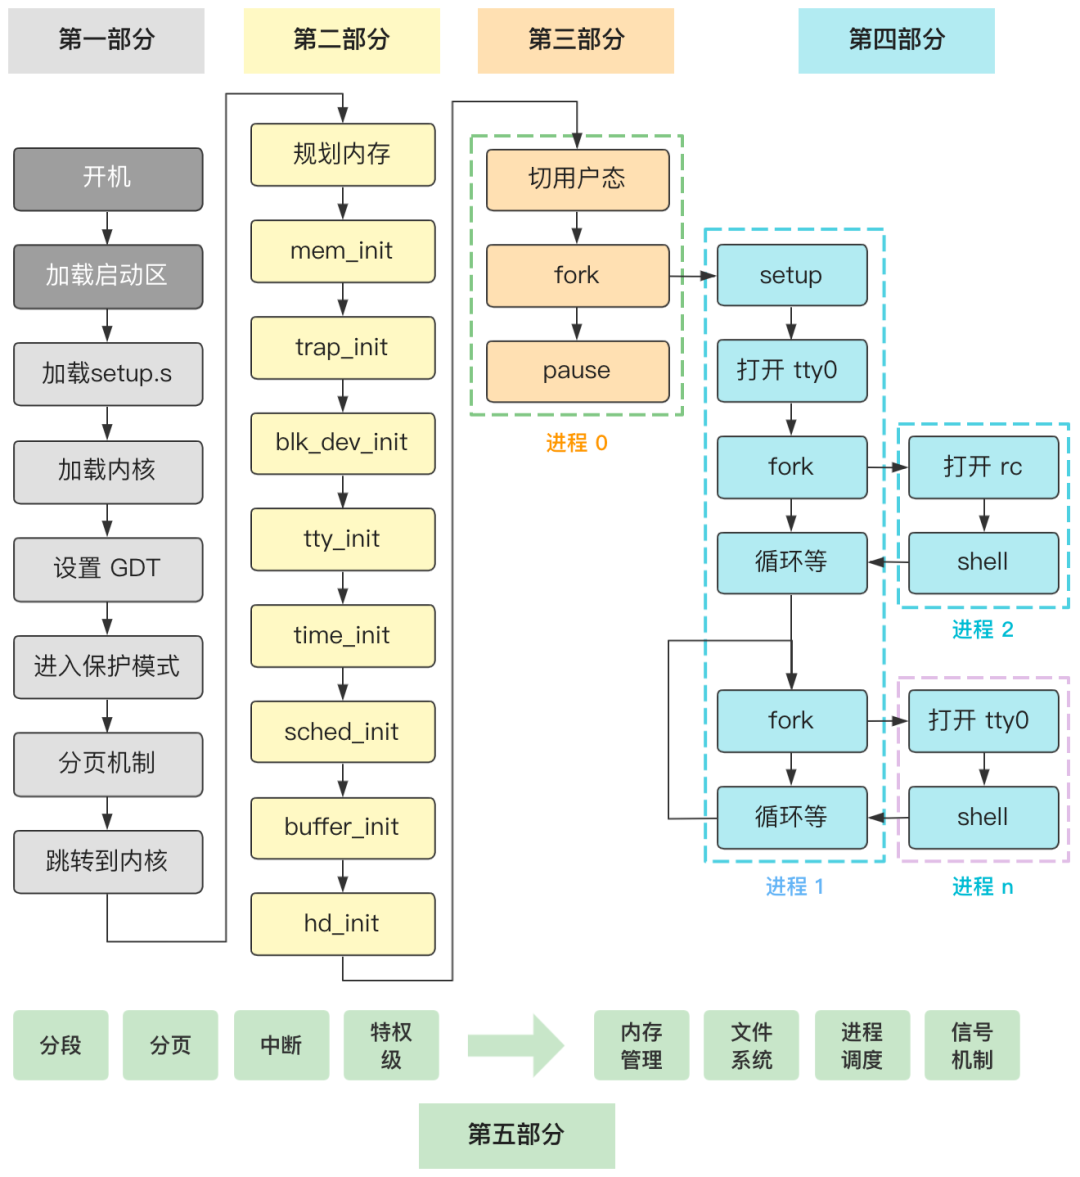 第一部分
开机
加载启动区
加载setup.s
加载内核
设置 GDT
进入保护模式
分页机制
跳转到内核
第二部分
规划内存
mem_init
trap_init
blk_dev_init
tty_init
time_init
sched_init
buffer_init
hd_init
第三部分
切用户态
fork
pause
进程 0
第四部分
setup
打开 tty0
fork
循环等
fork
循环等
进程 1
打开 rc
shell
进程 2
打开 tty0
shell
进程 n
分段
分页
中断
特权
级
内存
管理
文件
系统
进程
调度
信号
机制
第五部分